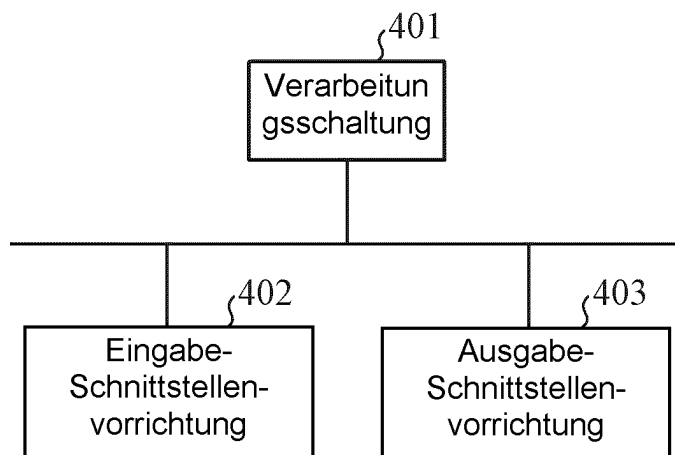 401
Verarbeitun
gsschaltung
402
403
Eingabe-
Schnittstellen-
vorrichtung
Ausgabe-
Schnittstellen-
vorrichtung